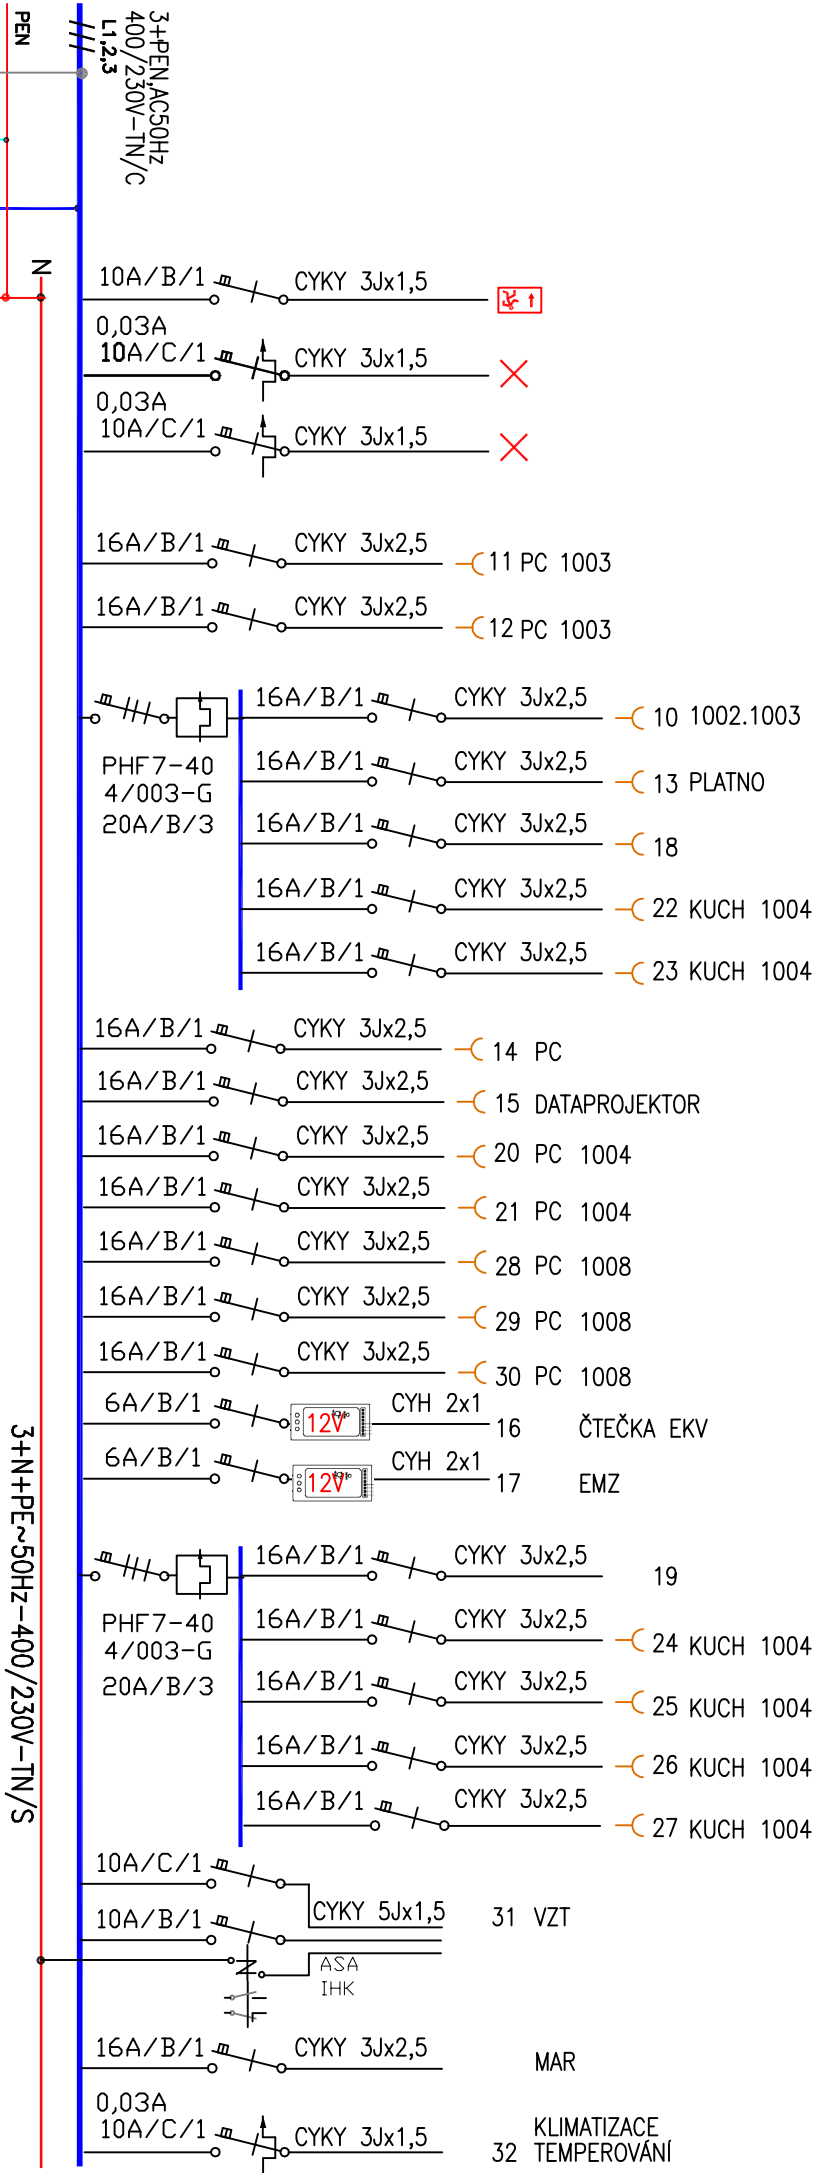 3+PEN,AC50Hz
400/230V-TN/C
L1,2,3
PEN
N
10A/B/1 CYKY 3Jx1,5
0,03A
10A/C/1 CYKY 3Jx1,5
0,03A
10A/C/1 CYKY 3Jx1,5
16A/B/1 CYKY 3Jx2,5 11 PC 1003
16A/B/1 CYKY 3Jx2,5 12 PC 1003
16A/B/1 CYKY 3Jx2,5 10 1002.1003
PHF7-40
4/003-G
20A/B/3
16A/B/1 CYKY 3Jx2,5 13 PLATNO
16A/B/1 CYKY 3Jx2,5 18
16A/B/1 CYKY 3Jx2,5 22 KUCH 1004
16A/B/1 CYKY 3Jx2,5 23 KUCH 1004
16A/B/1 CYKY 3Jx2,5 14 PC
16A/B/1 CYKY 3Jx2,5 15 DATAPROJEKTOR
16A/B/1 CYKY 3Jx2,5 20 PC 1004
16A/B/1 CYKY 3Jx2,5 21 PC 1004
16A/B/1 CYKY 3Jx2,5 28 PC 1008
16A/B/1 CYKY 3Jx2,5 29 PC 1008
16A/B/1 CYKY 3Jx2,5 30 PC 1008
6A/B/1 12V CYH 2x1 16 ČTEČKA EKV
6A/B/1 12V CYH 2x1 17 EMZ
3+N+PE~50Hz-400/230V-TN/S
16A/B/1 CYKY 3Jx2,5 19
PHF7-40
4/003-G
20A/B/3
16A/B/1 CYKY 3Jx2,5 24 KUCH 1004
16A/B/1 CYKY 3Jx2,5 25 KUCH 1004
16A/B/1 CYKY 3Jx2,5 26 KUCH 1004
16A/B/1 CYKY 3Jx2,5 27 KUCH 1004
10A/C/1
10A/B/1 CYKY 5Jx1,5 31 VZT
ASA
IHK
16A/B/1 CYKY 3Jx2,5 MAR
0,03A
10A/C/1 CYKY 3Jx1,5 32 KLIMATIZACE
TEMPEROVÁNÍ